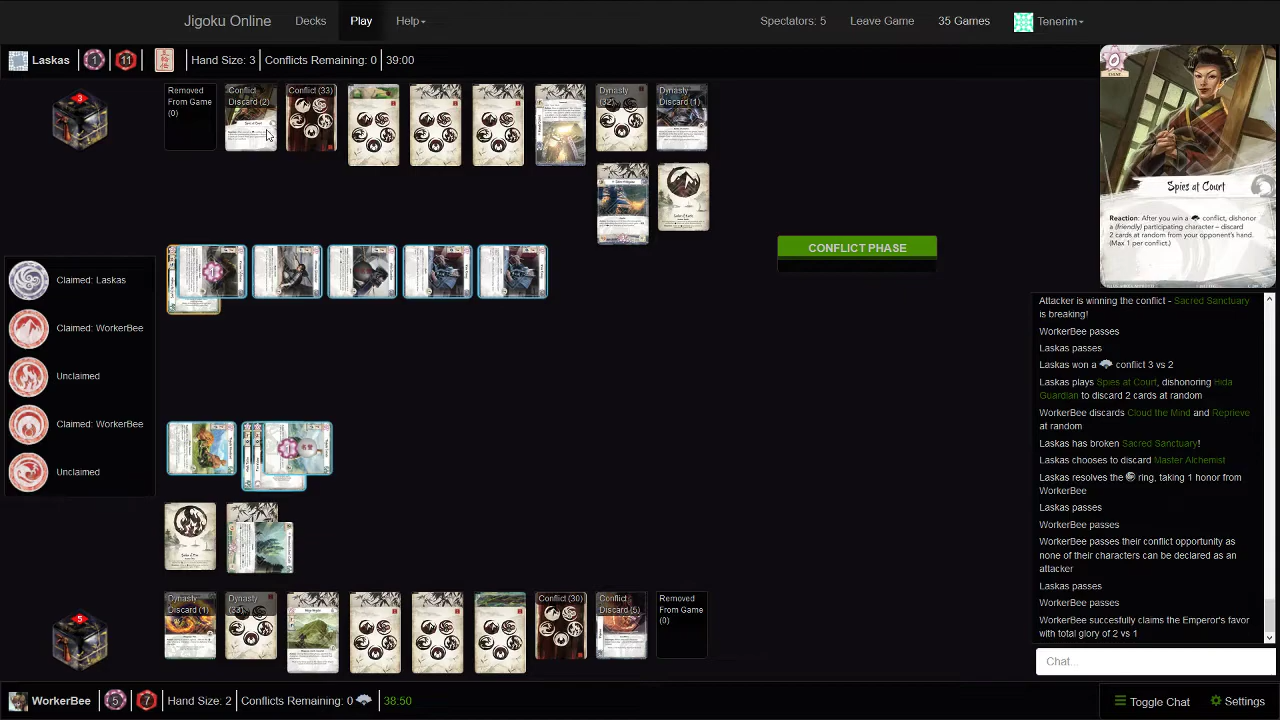 Jigoku Online
Decks
Play
Help
Spectators: 5
Leave Game
35 Games
Tenerim
Laskas
1
11
Hand Size: 3
Conflicts Remaining: 0
39:00
3
Removed
From Game
(0)
Conflict
Discard (2)
Conflict (33)
Dynasty
(32)
Dynasty
Discard (1)
CONFLICT PHASE
Claimed: Laskas
Claimed: WorkerBee
Unclaimed
Claimed: WorkerBee
Unclaimed
0
Spies at Court
Reaction: After you win a conflict, dishonor
a (friendly) participating character – discard
2 cards at random from your opponent's hand.
(Max 1 per conflict.)
Attacker is winning the conflict - Sacred Sanctuary
is breaking!
WorkerBee passes
Laskas passes
Laskas won a conflict 3 vs 2
Laskas plays Spies at Court, dishonoring Hida
Guardian to discard 2 cards at random
WorkerBee discards Cloud the Mind and Reprieve
at random
Laskas has broken Sacred Sanctuary!
Laskas chooses to discard Master Alchemist
Laskas resolves the ring, taking 1 honor from
WorkerBee
Laskas passes
WorkerBee passes
WorkerBee passes their conflict opportunity as
none of their characters can be declared as an
attacker
Laskas passes
WorkerBee passes
WorkerBee succesfully claims the Emperor's favor
with total glory of 2 vs 1
Chat...
5
Dynasty
Discard (1)
Dynasty
(33)
Conflict (30)
Conflict
Discard (5)
Removed
From Game
(0)
WorkerBee
5
7
Hand Size: 2
Conflicts Remaining: 0
38:50
Toggle Chat
Settings